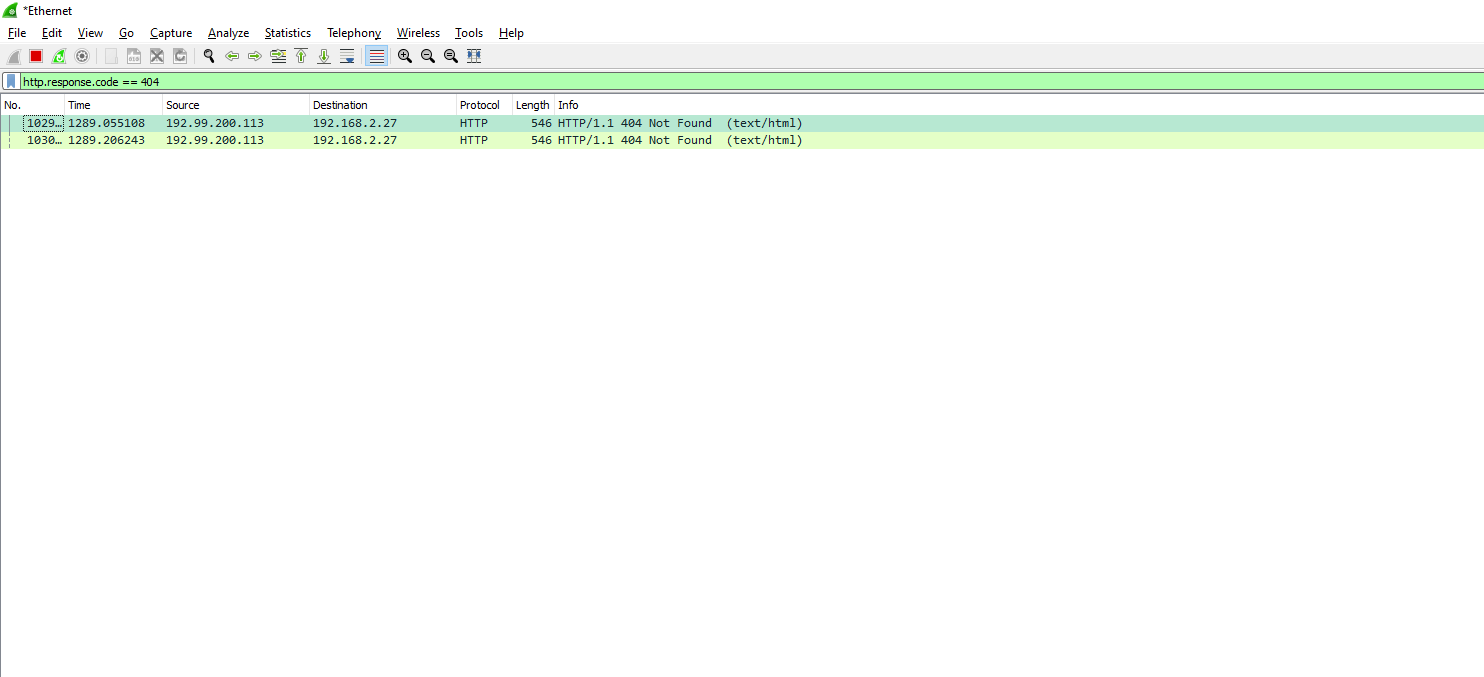 *Ethernet
File Edit View Go Capture Analyze Statistics Telephony Wireless Tools Help
http.response.code == 404
No. Time Source Destination Protocol Length Info
1029… 1289.055108 192.99.200.113 192.168.2.27 HTTP 546 HTTP/1.1 404 Not Found (text/html)
1030… 1289.206243 192.99.200.113 192.168.2.27 HTTP 546 HTTP/1.1 404 Not Found (text/html)